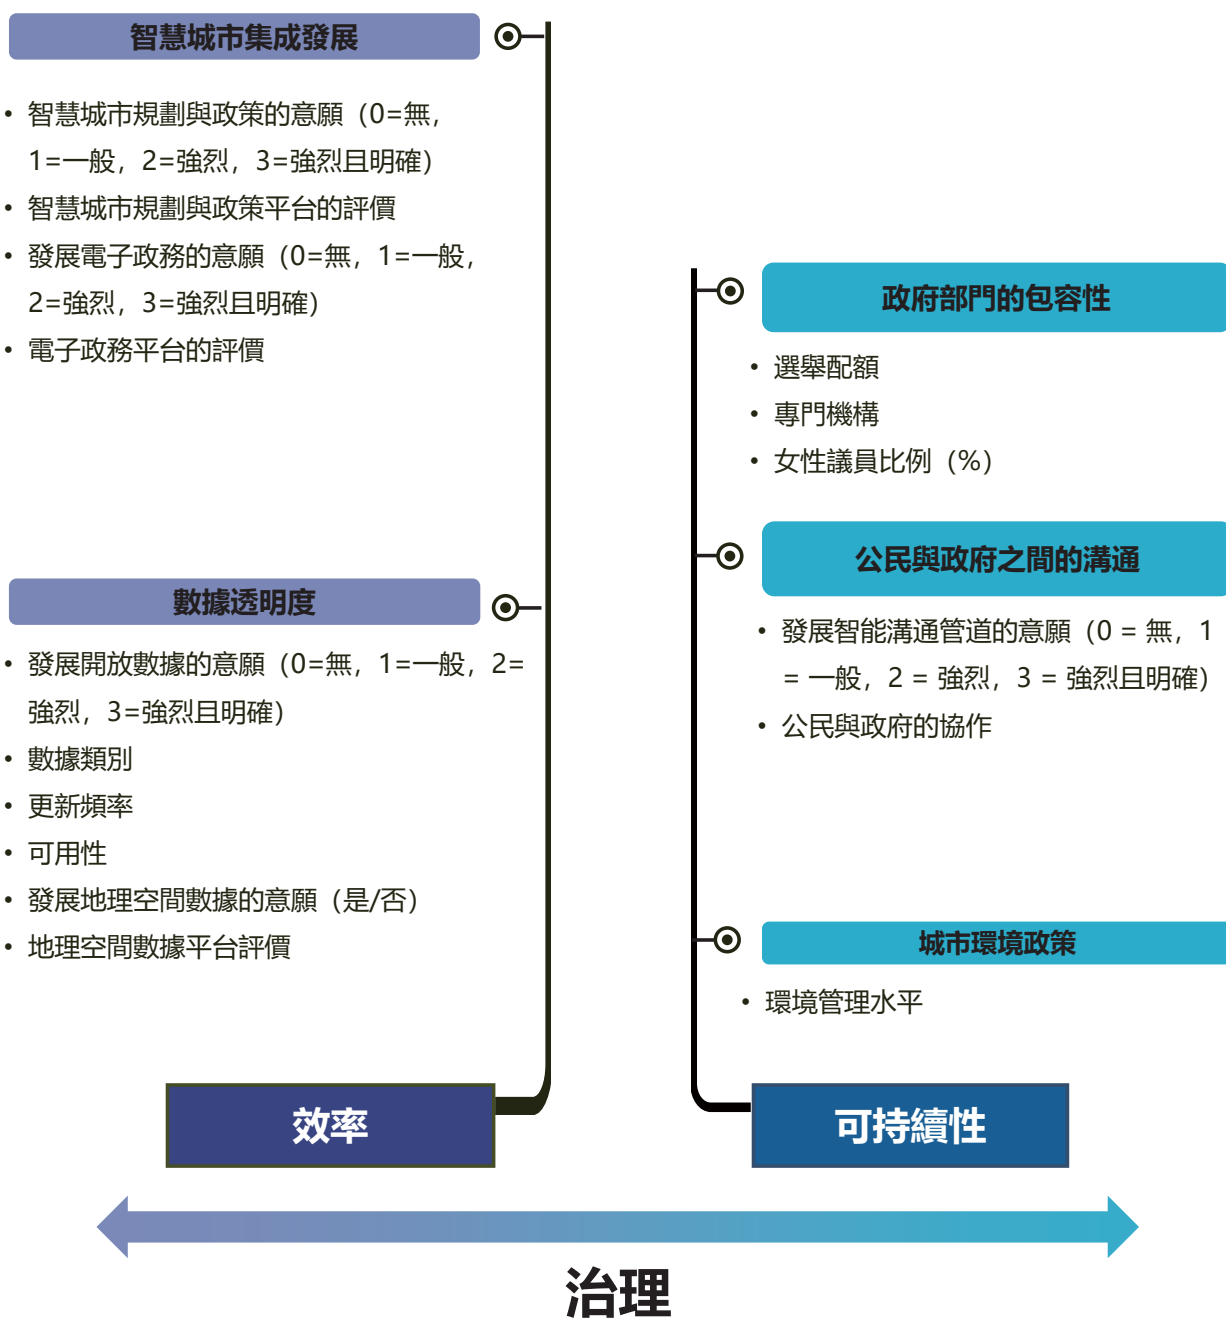 智慧城市集成發展
• 智慧城市規劃與政策的意願（0=無，
1=一般，2=強烈，3=強烈且明確）
• 智慧城市規劃與政策平台的評價
• 發展電子政務的意願（0=無，1=一般，
2=強烈，3=強烈且明確）
• 電子政務平台的評價
數據透明度
• 發展開放數據的意願（0=無，1=一般，2=
強烈，3=強烈且明確）
• 數據類別
• 更新頻率
• 可用性
• 發展地理空間數據的意願（是/否）
• 地理空間數據平台評價
效率
政府部門的包容性
• 選舉配額
• 專門機構
• 女性議員比例（%）
公民與政府之間的溝通
• 發展智能溝通管道的意願（0 = 無，1
= 一般，2 = 強烈，3 = 強烈且明確）
• 公民與政府的協作
城市環境政策
• 環境管理水平
可持續性
治理